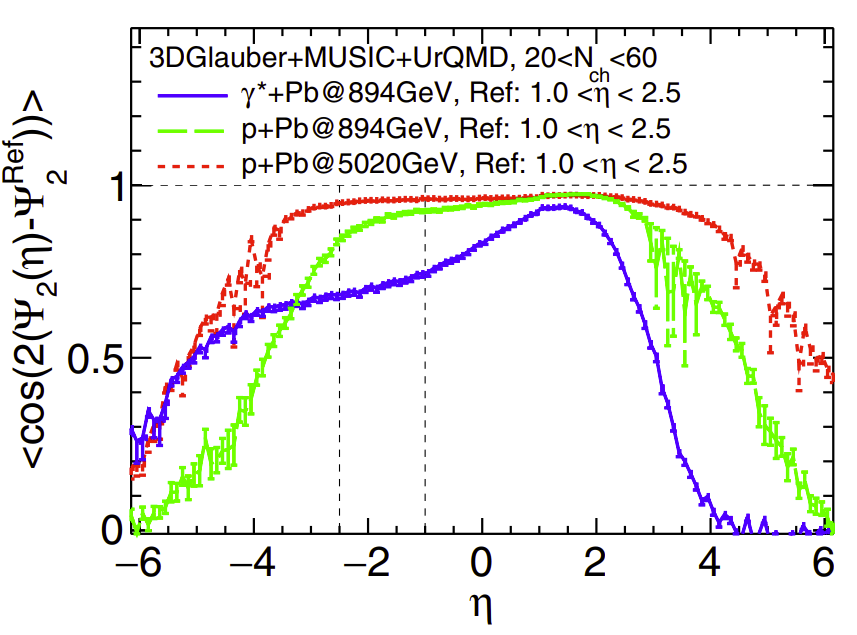 3DGlauber+MUSIC+UrQMD, 20<N_ch<60
γ*+Pb@894GeV, Ref: 1.0 <η < 2.5
p+Pb@894GeV, Ref: 1.0 <η < 2.5
p+Pb@5020GeV, Ref: 1.0 <η < 2.5
<cos(2(Ψ_2(η)-Ψ_2^Ref))>
1
0.5
0
−6 −4 −2 0 2 4 6
η